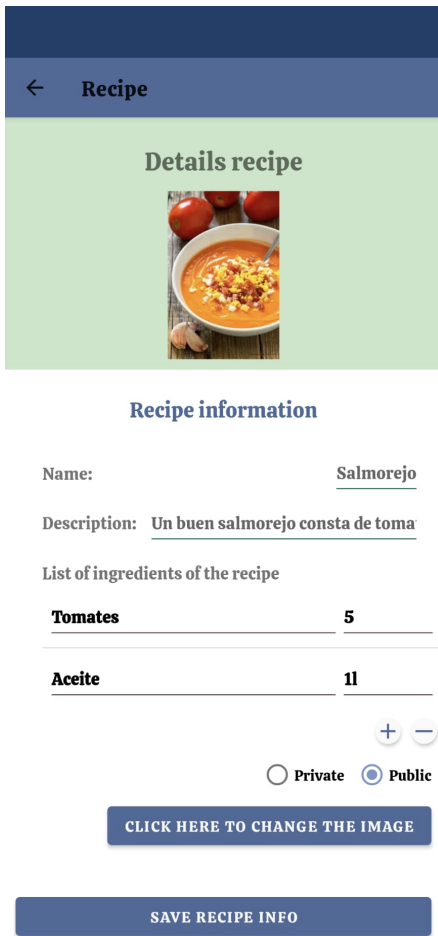 Recipe
Details recipe
Recipe information
Name: Salmorejo
Description: Un buen salmorejo consta de toma
List of ingredients of the recipe
Tomates 5
Aceite 1l
Private Public
CLICK HERE TO CHANGE THE IMAGE
SAVE RECIPE INFO